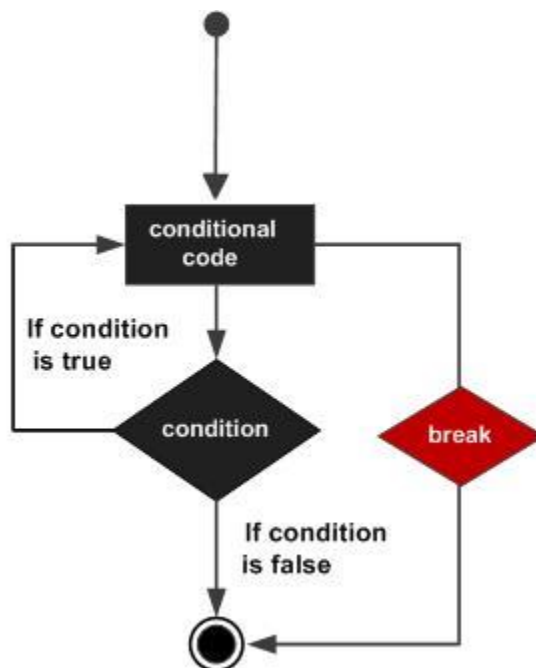 conditional
code
If condition
is true
condition
break
If condition
is false